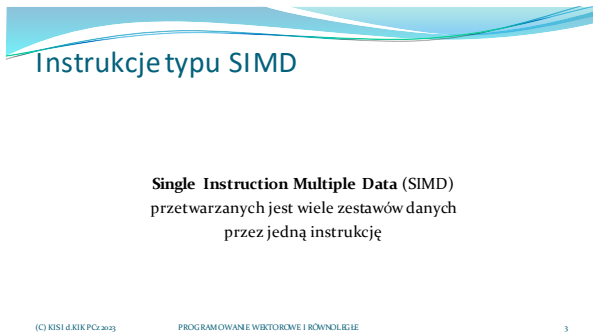 Instrukcje typu SIMD
Single Instruction Multiple Data (SIMD)
przetwarzanych jest wiele zestawów danych
przez jedną instrukcję
(C) KISI d.KIK PCz 2023 PROGRAMOWANIE WEKTOROWE I RÓWNOLEGŁE 3